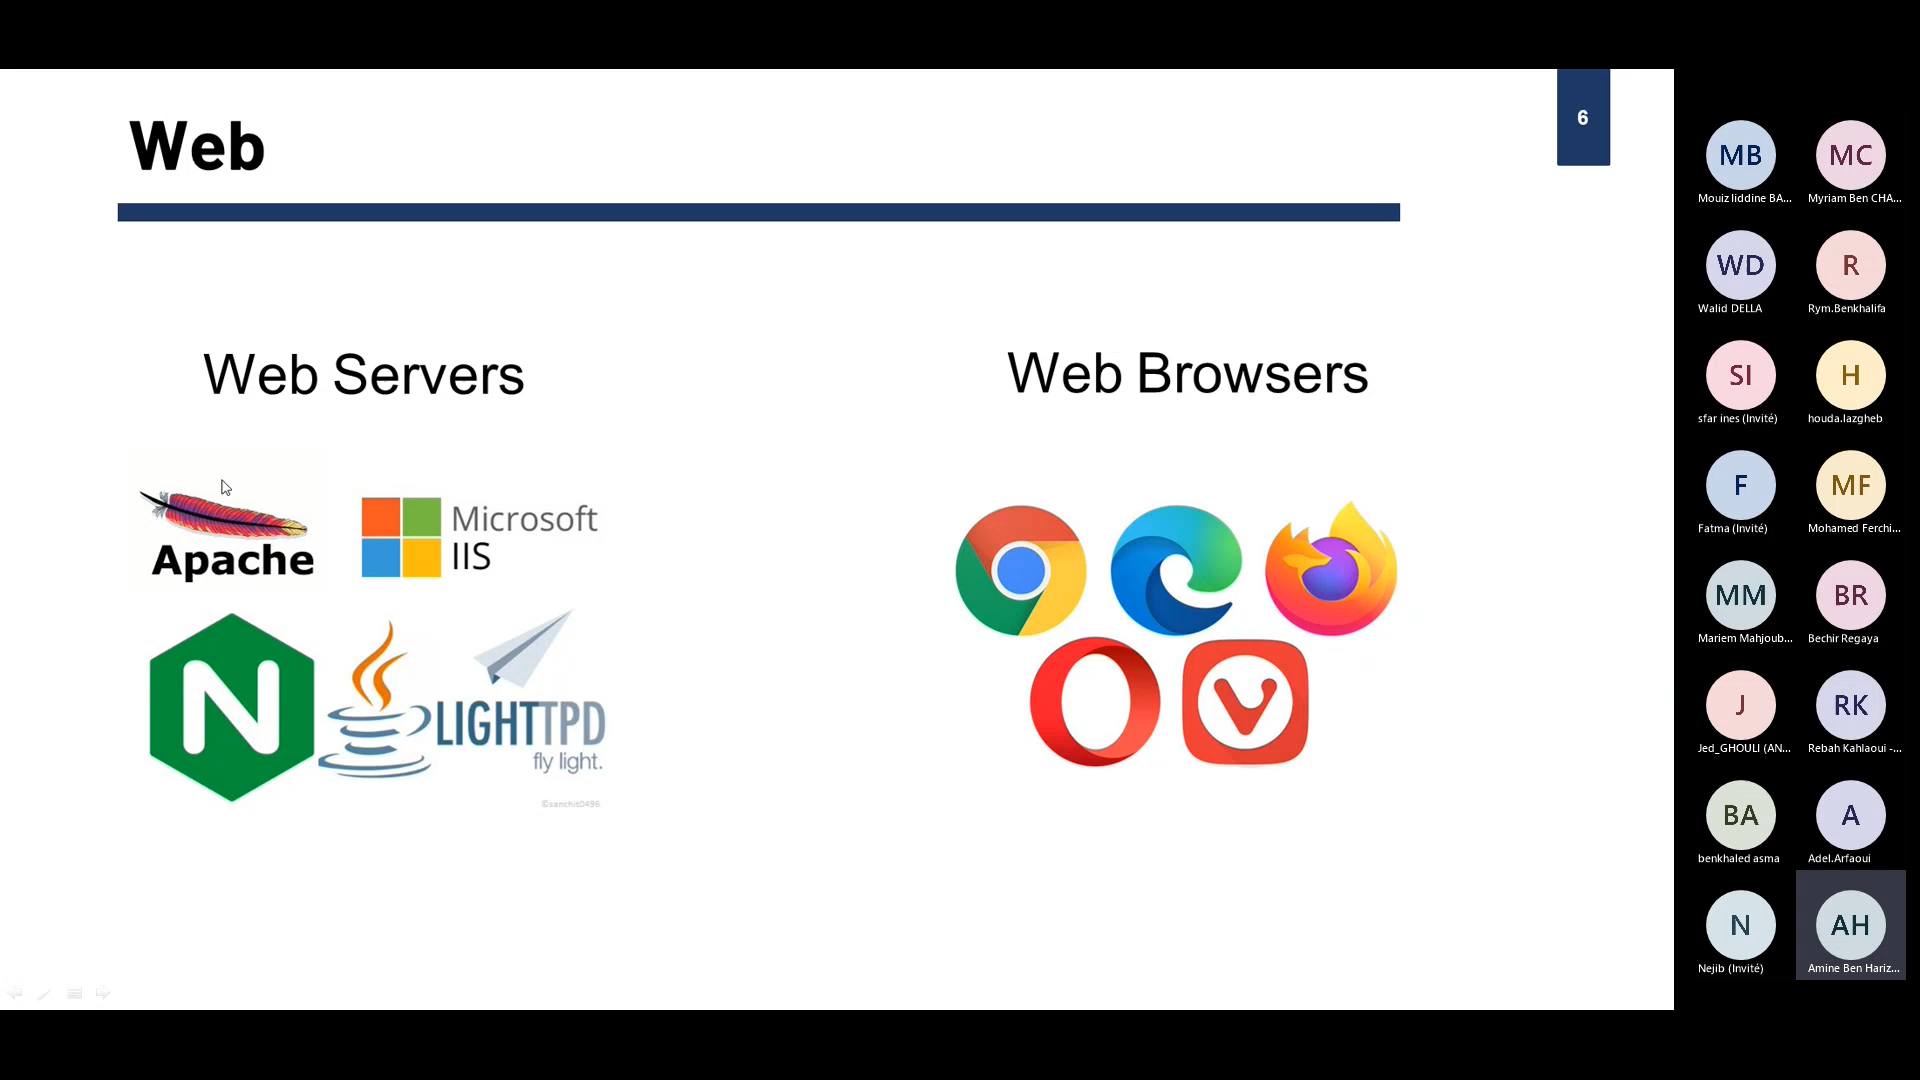 Web
6
Web Servers
Web Browsers
Apache
Microsoft
IIS
N
LIGHTTPD
fly light.
©sanchit0496
MB
Mouiz Iiddine BA...
MC
Myriam Ben CHA...
WD
Walid DELLA
R
Rym.Benkhalifa
SI
sfar ines (Invité)
H
houda.lazgheb
F
Fatma (Invité)
MF
Mohamed Ferchi...
MM
Mariem Mahjoub...
BR
Bechir Regaya
J
Jed_GHOULI (AN...
RK
Rebah Kahlaoui -...
BA
benkhaled asma
A
Adel.Arfaoui
N
Nejib (Invité)
AH
Amine Ben Hariz...